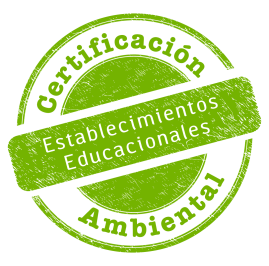 Certificación
Establecimientos
Educacionales
Ambiental